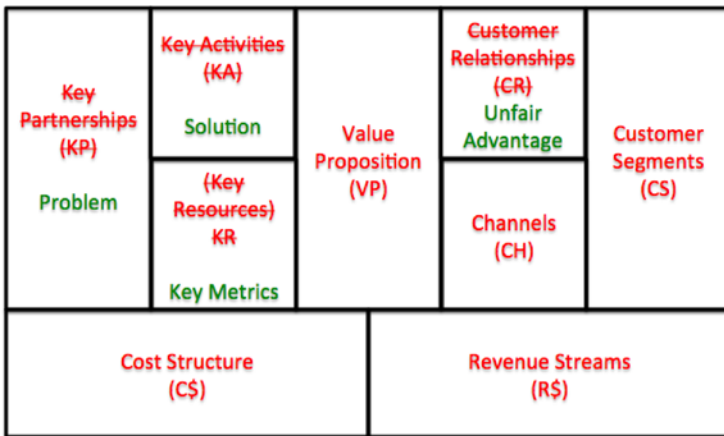 Key
Partnerships
(KP)
Problem
Key Activities
(KA)
Solution
(Key
Resources)
KR
Key Metrics
Value
Proposition
(VP)
Customer
Relationships
(CR)
Unfair
Advantage
Channels
(CH)
Customer
Segments
(CS)
Cost Structure
(C$)
Revenue Streams
(R$)